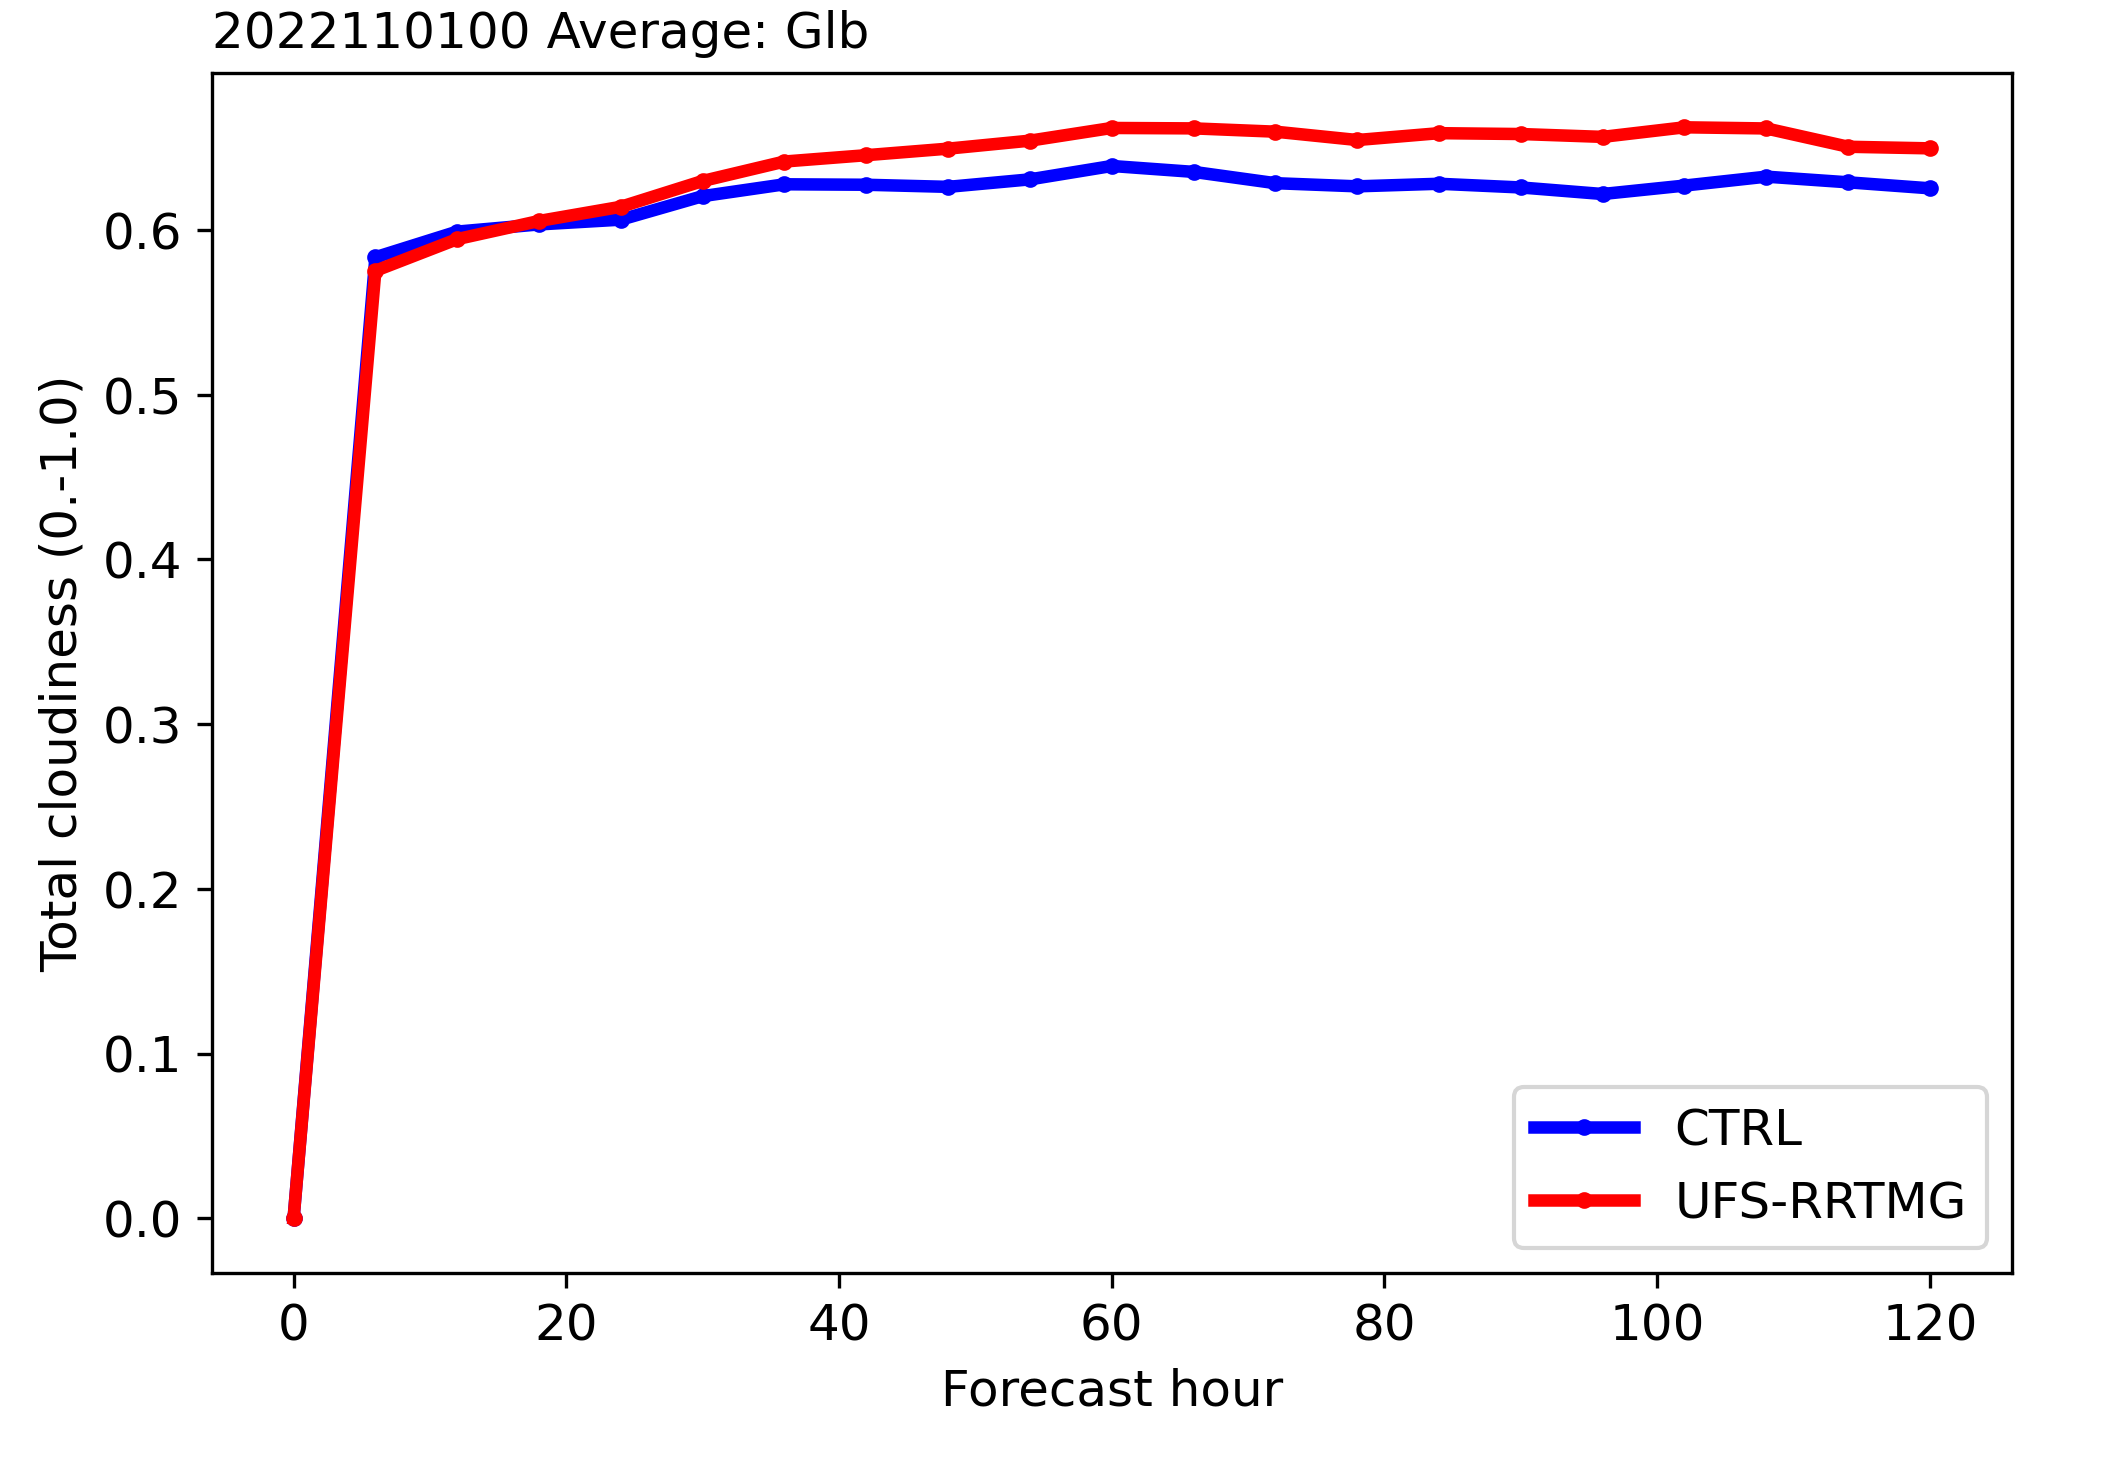 2022110100 Average: Glb
Total cloudiness (0.-1.0)
0.6
0.5
0.4
0.3
0.2
0.1
0.0
CTRL
UFS-RRTMG
0 20 40 60 80 100 120
Forecast hour